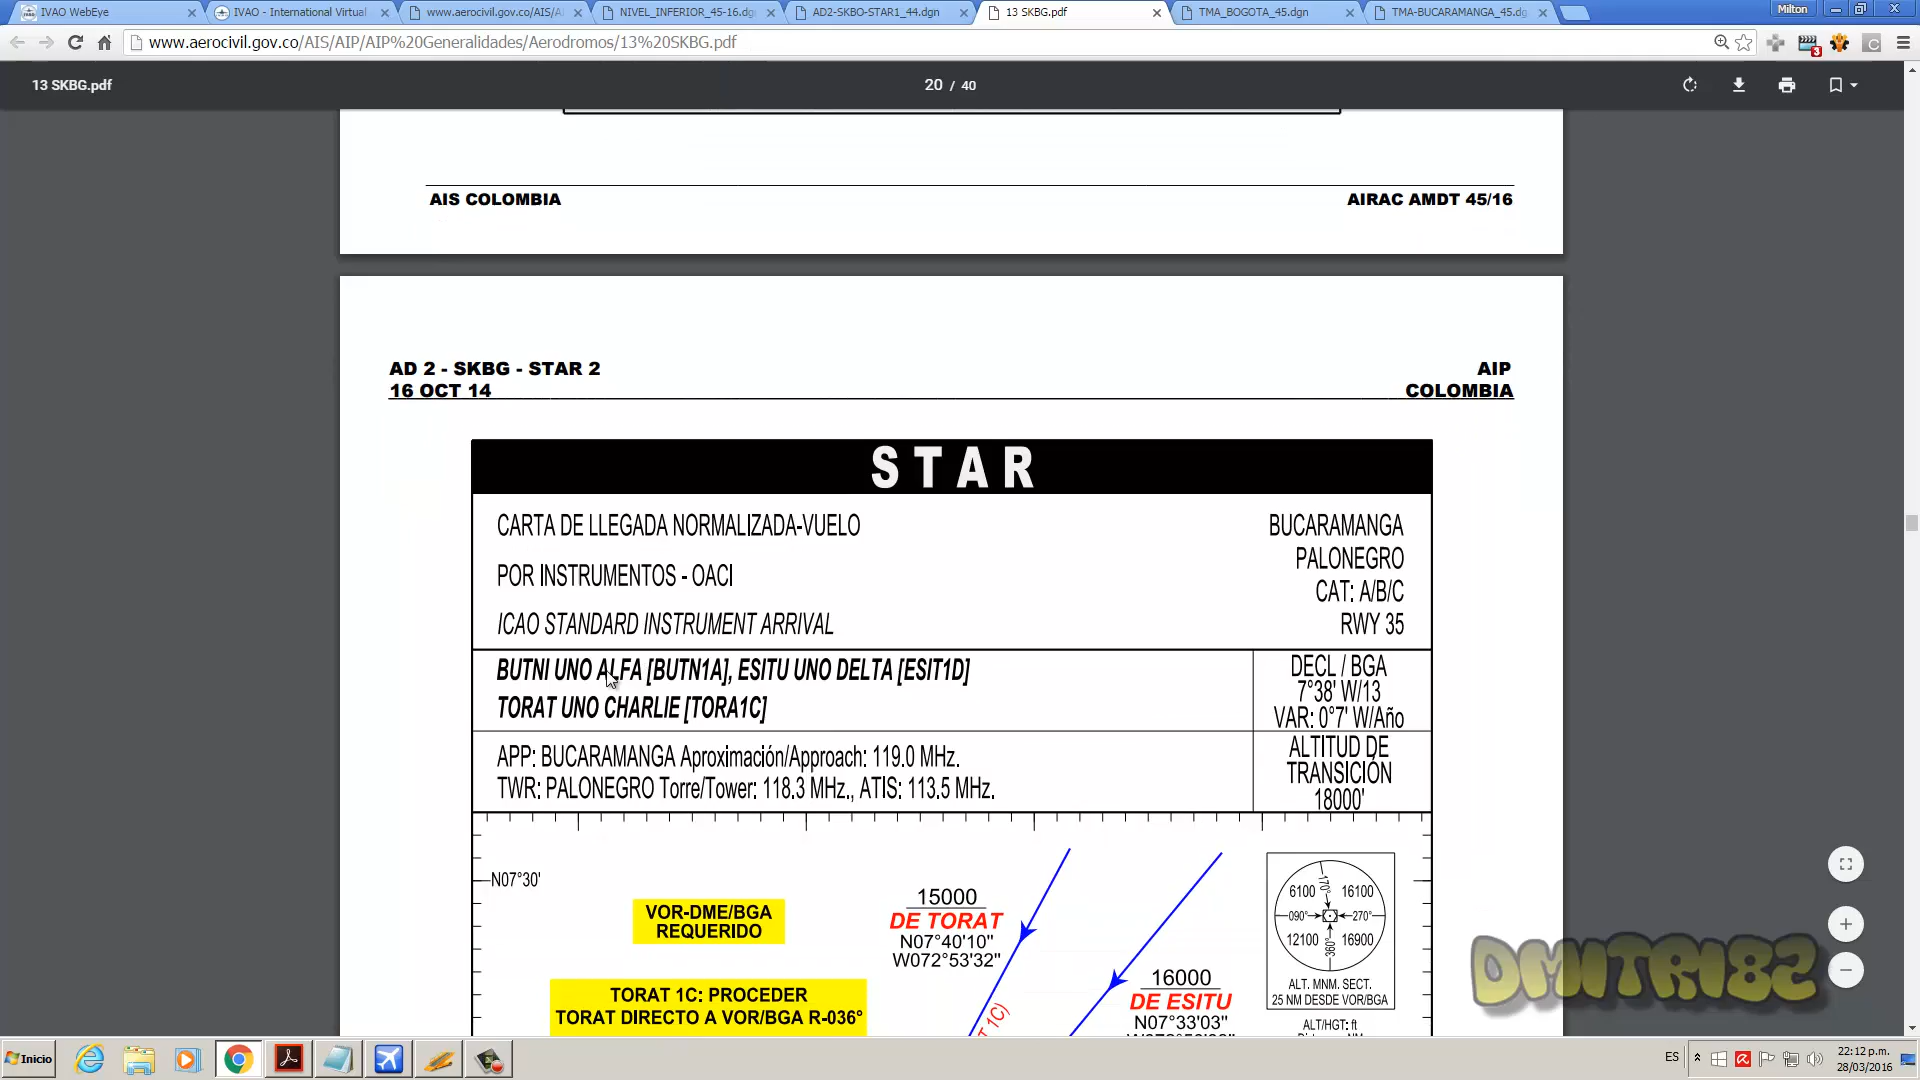 IVAO WebEye
IVAO - International Virtual
www.aerocivil.gov.co/AIS/A
NIVEL_INFERIOR_45-16.dg
AD2-SKBO-STAR1_44.dgn
13 SKBG.pdf
TMA_BOGOTA_45.dgn
TMA-BUCARAMANGA_45.dg
Milton
www.aerocivil.gov.co/AIS/AIP/AIP%20Generalidades/Aerodromos/13%20SKBG.pdf
3
13 SKBG.pdf
20 / 40
AIS COLOMBIA
AIRAC AMDT 45/16
AD 2 - SKBG - STAR 2
AIP
16 OCT 14
COLOMBIA
STAR
CARTA DE LLEGADA NORMALIZADA-VUELO
BUCARAMANGA
PALONEGRO
POR INSTRUMENTOS - OACI
CAT: A/B/C
ICAO STANDARD INSTRUMENT ARRIVAL
RWY 35
BUTNI UNO ALFA [BUTN1A], ESITU UNO DELTA [ESIT1D]
TORAT UNO CHARLIE [TORA1C]
DECL / BGA
7°38' W/13
VAR: 0°7' W/Año
APP: BUCARAMANGA Aproximación/Approach: 119.0 MHz.
TWR: PALONEGRO Torre/Tower: 118.3 MHz., ATIS: 113.5 MHz.
ALTITUD DE
TRANSICIÓN
18000'
N07°30'
VOR-DME/BGA
REQUERIDO
15000
DE TORAT
N07°40'10"
W072°53'32"
TORAT 1C: PROCEDER
TORAT DIRECTO A VOR/BGA R-036°
T 1C)
16000
DE ESITU
N07°33'03"
6100
170°
16100
090°
270°
12100
360°
16900
ALT. MNM. SECT.
25 NM DESDE VOR/BGA
ALT/HGT: ft
DMITRI82
Inicio
ES
22:12 p.m.
28/03/2016